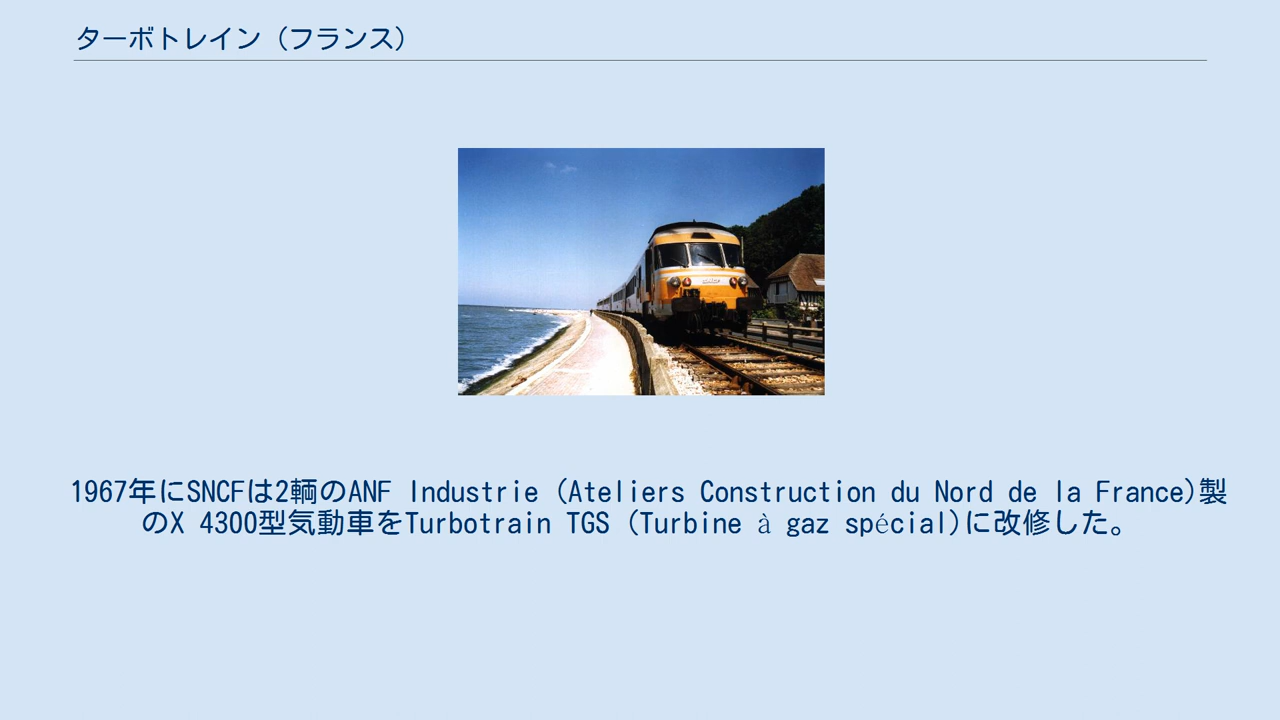 ターボトレイン（フランス）
1967年にSNCFは2輌のANF Industrie (Ateliers Construction du Nord de la France)製
のX 4300型気動車をTurbotrain TGS (Turbine à gaz spécial)に改修した。